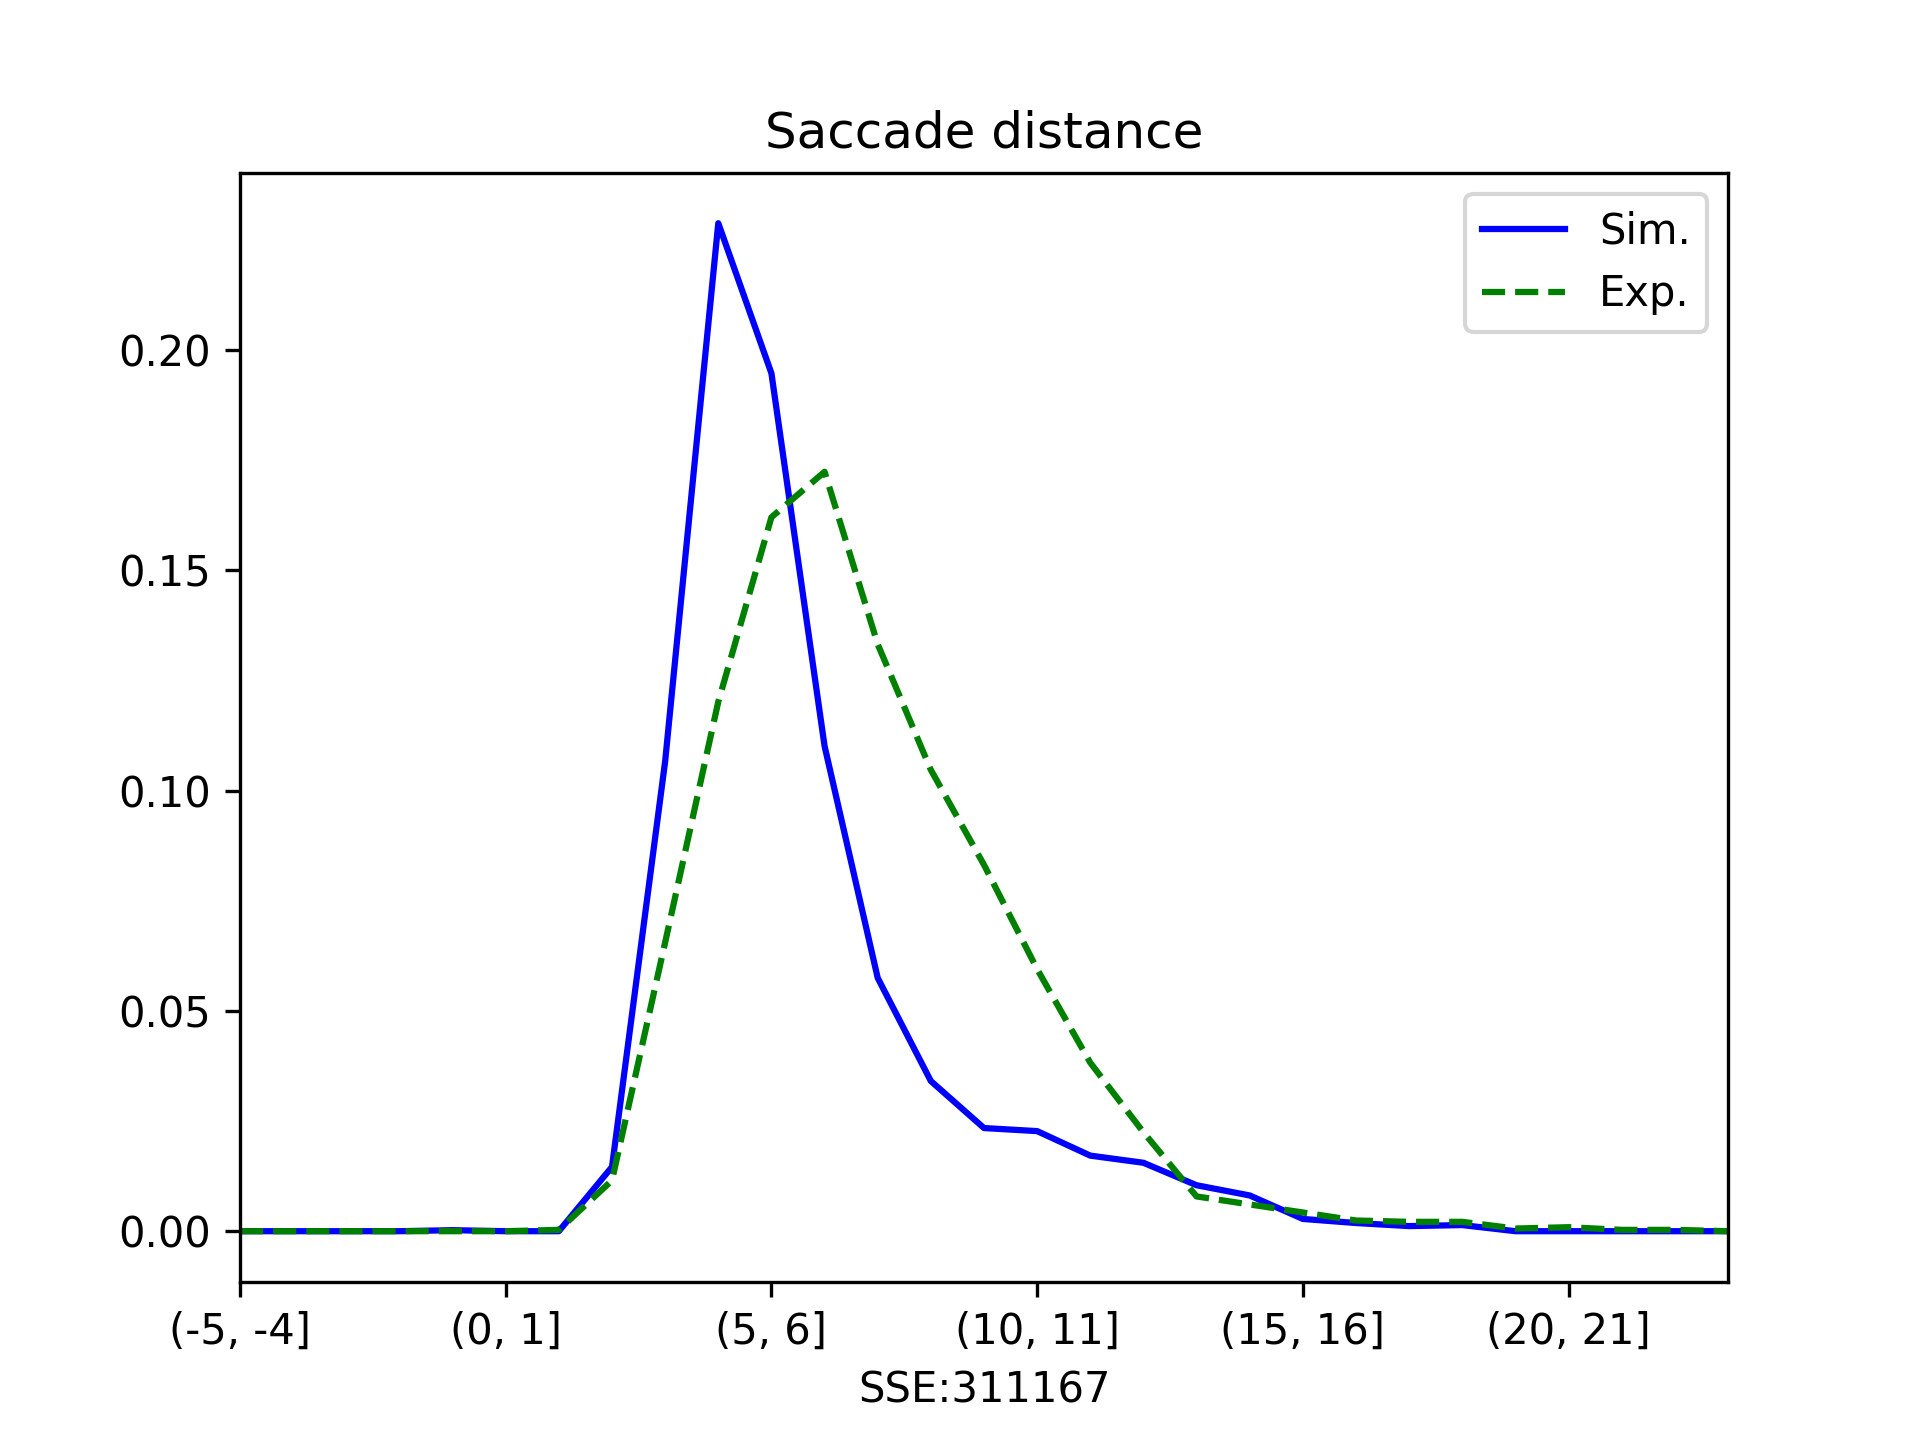 Saccade distance
Sim.
Exp.
0.20
0.15
0.10
0.05
0.00
(-5, -4] (0, 1] (5, 6] (10, 11] (15, 16] (20, 21]
SSE:311167